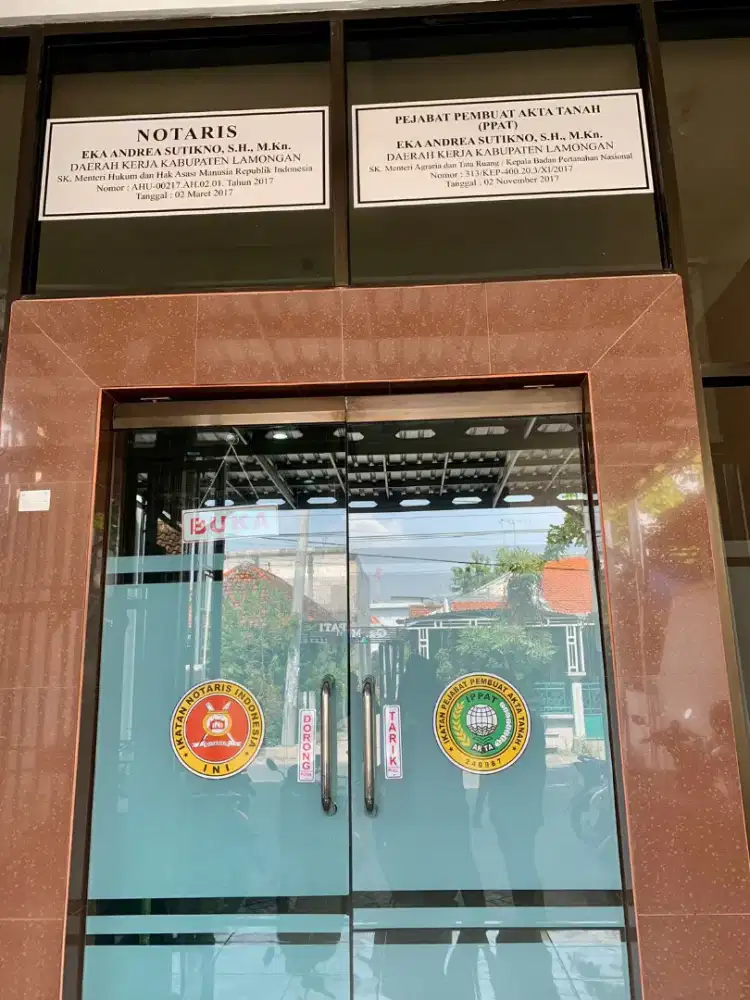 NOTARIS
EKA ANDREA SUTIKNO, S.H., M.Kn.
DAERAH KERJA KABUPATEN LAMONGAN
SK. Menteri Hukum dan Hak Asasi Manusia Republik Indonesia
Nomor : AHU-00217.AH.02.01. Tahun 2017
Tanggal : 02 Maret 2017
PEJABAT PEMBUAT AKTA TANAH
(PPAT)
EKA ANDREA SUTIKNO, S.H., M.Kn.
DAERAH KERJA KABUPATEN LAMONGAN
SK. Menteri Agraria dan Tata Ruang / Kepala Badan Pertanahan Nasional
Nomor : 313/KEP-400.20.3/XI/2017
Tanggal : 02 November 2017
BUKA
IKATAN NOTARIS INDONESIA
INI
DORONG
TARIK
IKATAN PEJABAT PEMBUAT AKTA TANAH
IPPAT
AKTA
240987